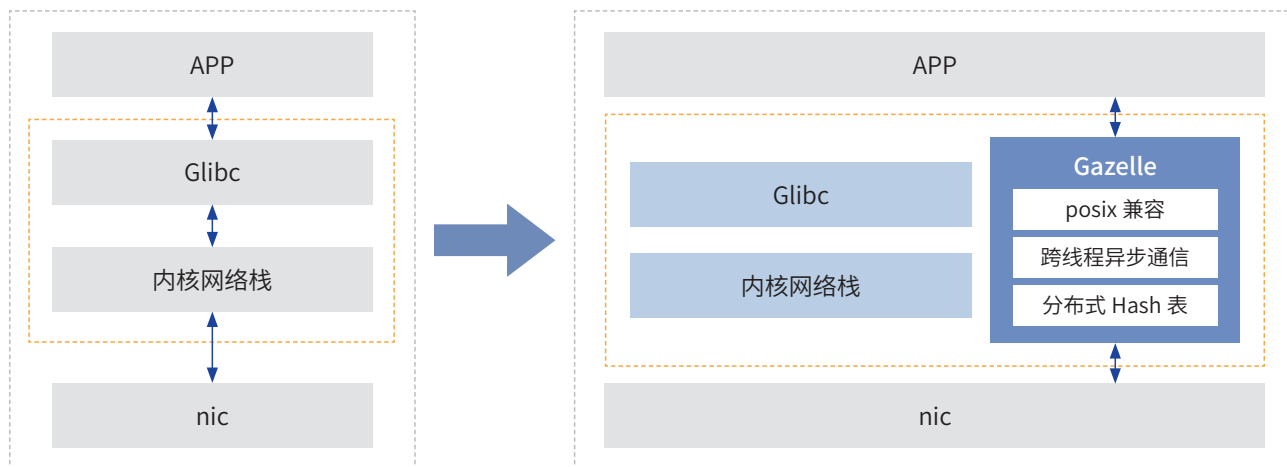 APP
Glibc
内核网络栈
nic
APP
Glibc
内核网络栈
Gazelle
posix 兼容
跨线程异步通信
分布式 Hash 表
nic